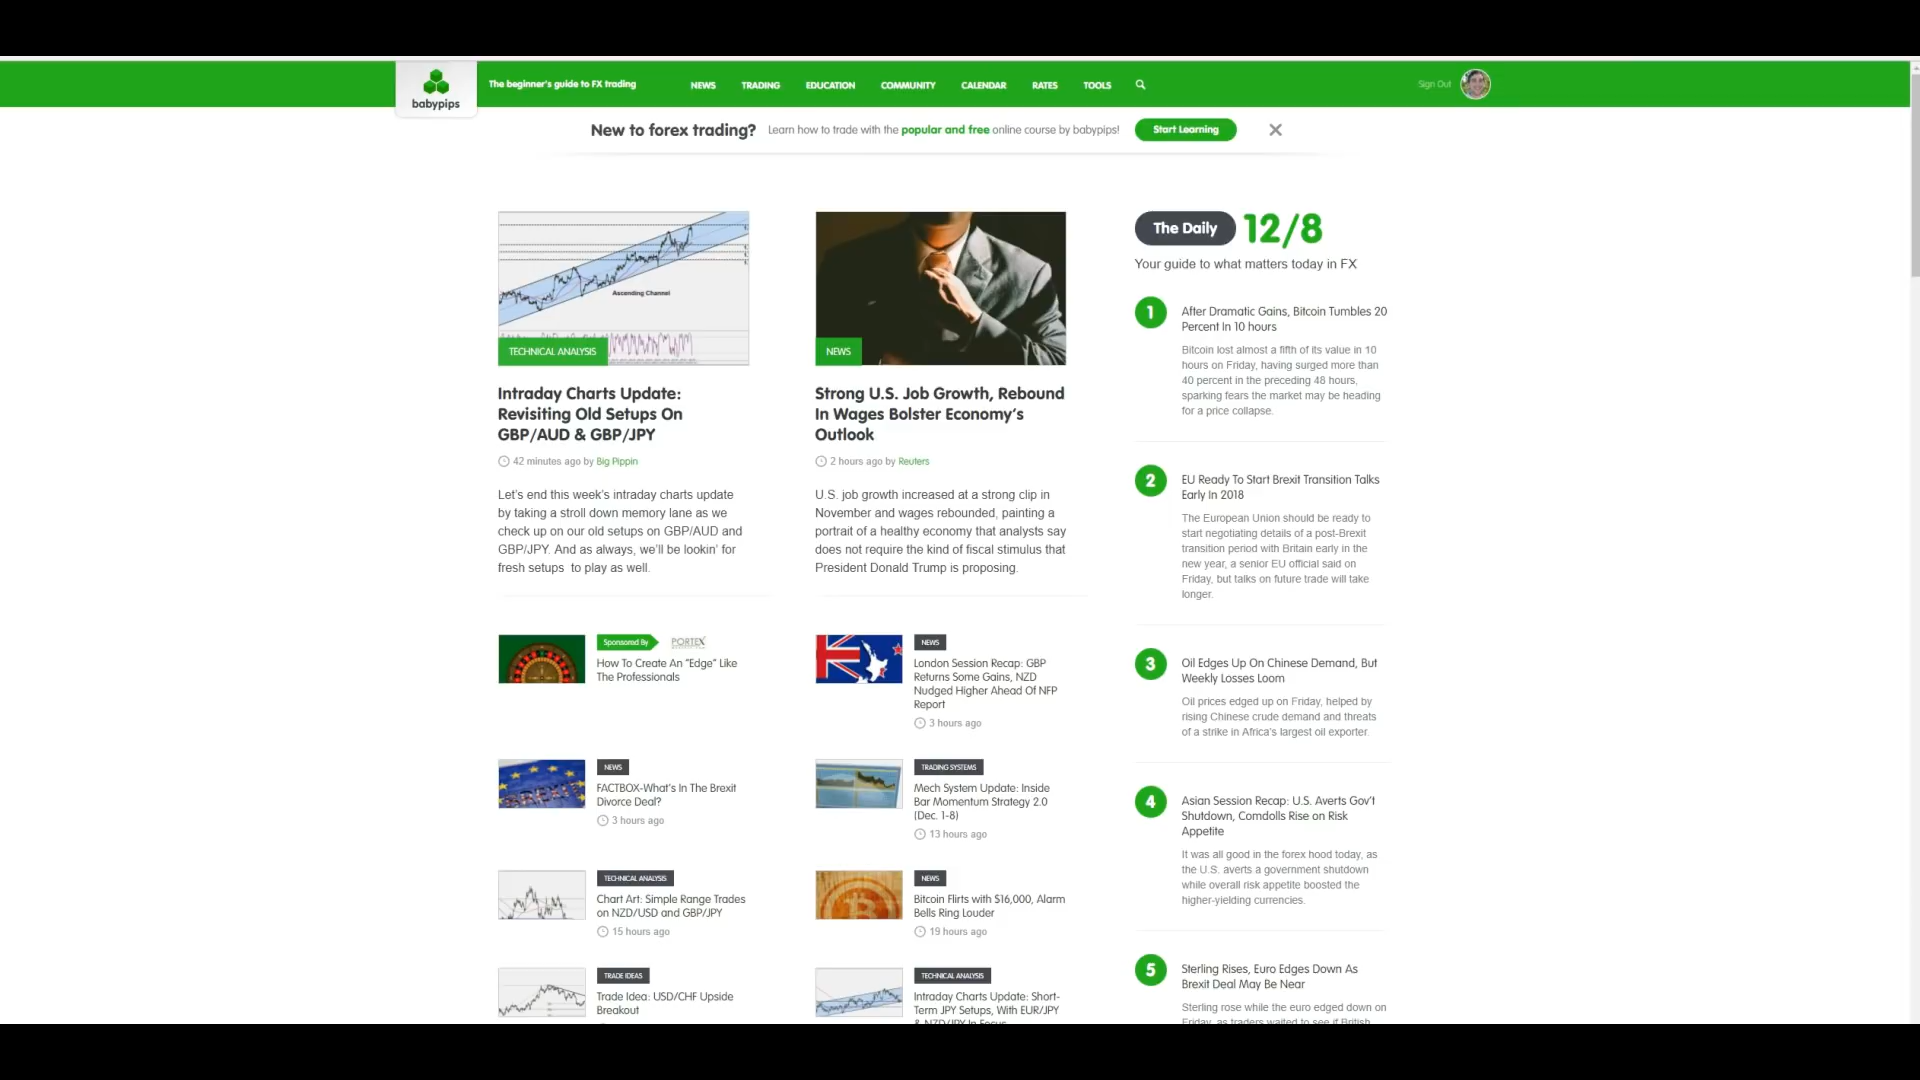 babypips
The beginner's guide to FX trading
NEWS
TRADING
EDUCATION
COMMUNITY
CALENDAR
RATES
TOOLS
Sign Out
New to forex trading?
Learn how to trade with the popular and free online course by babypips!
Start Learning
Ascending Channel
TECHNICAL ANALYSIS
Intraday Charts Update:
Revisiting Old Setups On
GBP/AUD & GBP/JPY
42 minutes ago by Big Pippin
Let's end this week's intraday charts update
by taking a stroll down memory lane as we
check up on our old setups on GBP/AUD and
GBP/JPY. And as always, we'll be lookin' for
fresh setups to play as well.
NEWS
Strong U.S. Job Growth, Rebound
In Wages Bolster Economy's
Outlook
2 hours ago by Reuters
U.S. job growth increased at a strong clip in
November and wages rebounded, painting a
portrait of a healthy economy that analysts say
does not require the kind of fiscal stimulus that
President Donald Trump is proposing.
Sponsored By
PORTEX
How To Create An "Edge" Like
The Professionals
NEWS
London Session Recap: GBP
Returns Some Gains, NZD
Nudged Higher Ahead Of NFP
Report
3 hours ago
BREXIT
NEWS
FACTBOX-What's In The Brexit
Divorce Deal?
3 hours ago
TRADING SYSTEMS
Mech System Update: Inside
Bar Momentum Strategy 2.0
(Dec. 1-8)
13 hours ago
TECHNICAL ANALYSIS
Chart Art: Simple Range Trades
on NZD/USD and GBP/JPY
15 hours ago
NEWS
Bitcoin Flirts with $16,000, Alarm
Bells Ring Louder
19 hours ago
TRADE IDEAS
Trade Idea: USD/CHF Upside
Breakout
TECHNICAL ANALYSIS
Intraday Charts Update: Short-
Term JPY Setups, With EUR/JPY
& NZD/JPY In Focus
The Daily 12/8
Your guide to what matters today in FX
1
After Dramatic Gains, Bitcoin Tumbles 20
Percent In 10 hours
Bitcoin lost almost a fifth of its value in 10
hours on Friday, having surged more than
40 percent in the preceding 48 hours,
sparking fears the market may be heading
for a price collapse.
2
EU Ready To Start Brexit Transition Talks
Early In 2018
The European Union should be ready to
start negotiating details of a post-Brexit
transition period with Britain early in the
new year, a senior EU official said on
Friday, but talks on future trade will take
longer.
3
Oil Edges Up On Chinese Demand, But
Weekly Losses Loom
Oil prices edged up on Friday, helped by
rising Chinese crude demand and threats
of a strike in Africa's largest oil exporter.
4
Asian Session Recap: U.S. Averts Gov't
Shutdown, Comdolls Rise on Risk
Appetite
It was all good in the forex hood today, as
the U.S. averts a government shutdown
while overall risk appetite boosted the
higher-yielding currencies.
5
Sterling Rises, Euro Edges Down As
Brexit Deal May Be Near
Sterling rose while the euro edged down on
Friday, as traders waited to see if British